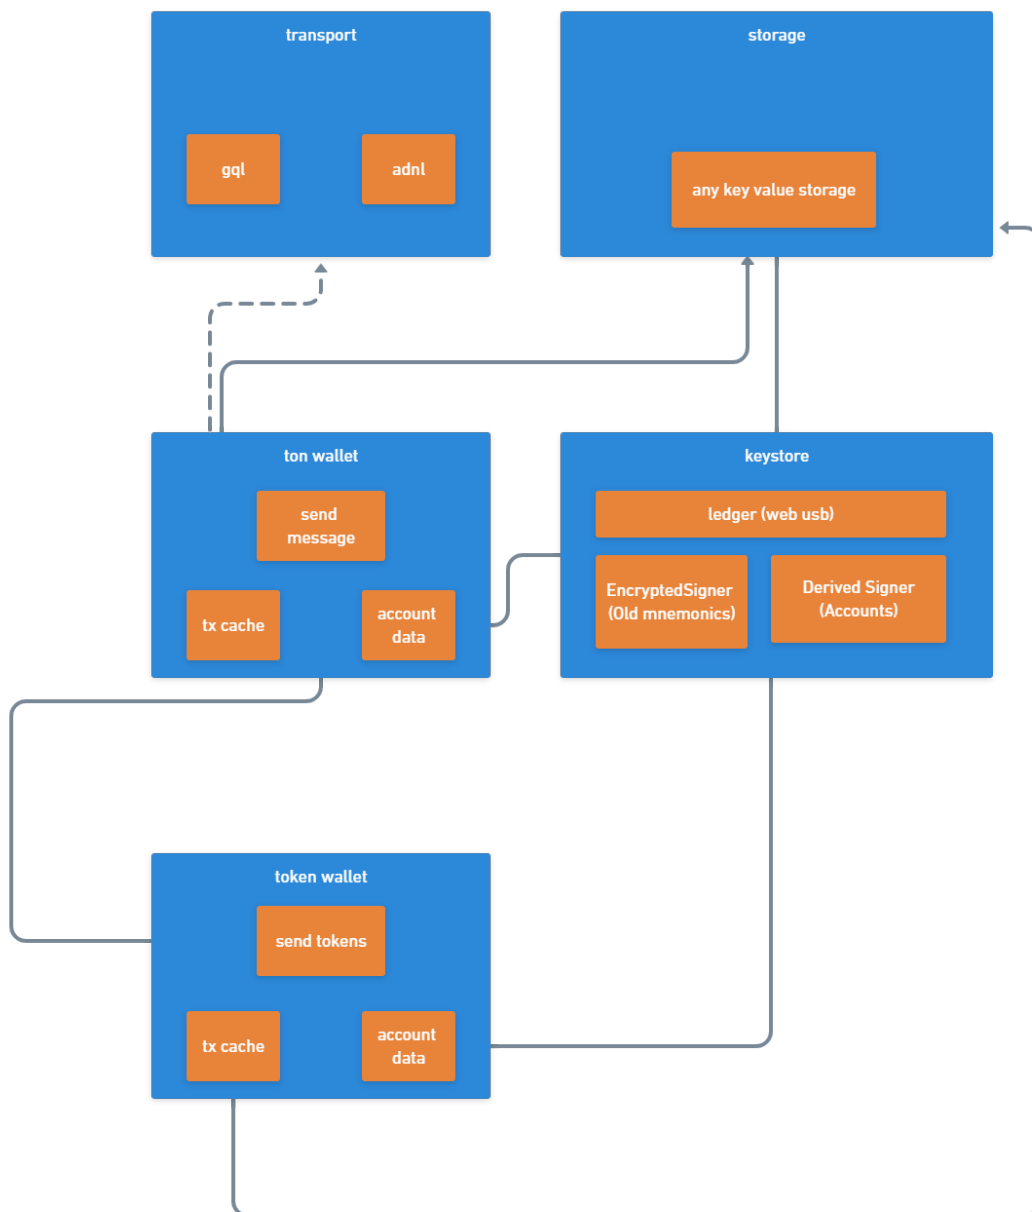 transport
gql
adnl
storage
any key value storage
ton wallet
send
message
tx cache
account
data
keystore
ledger (web usb)
EncryptedSigner
(Old mnemonics)
Derived Signer
(Accounts)
token wallet
send tokens
tx cache
account
data